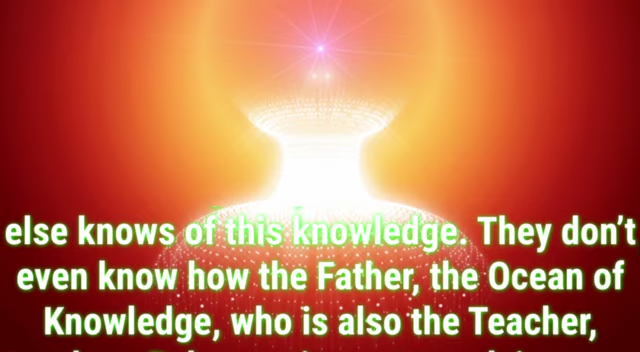 else knows of this knowledge. They don't
even know how the Father, the Ocean of
Knowledge, who is also the Teacher,